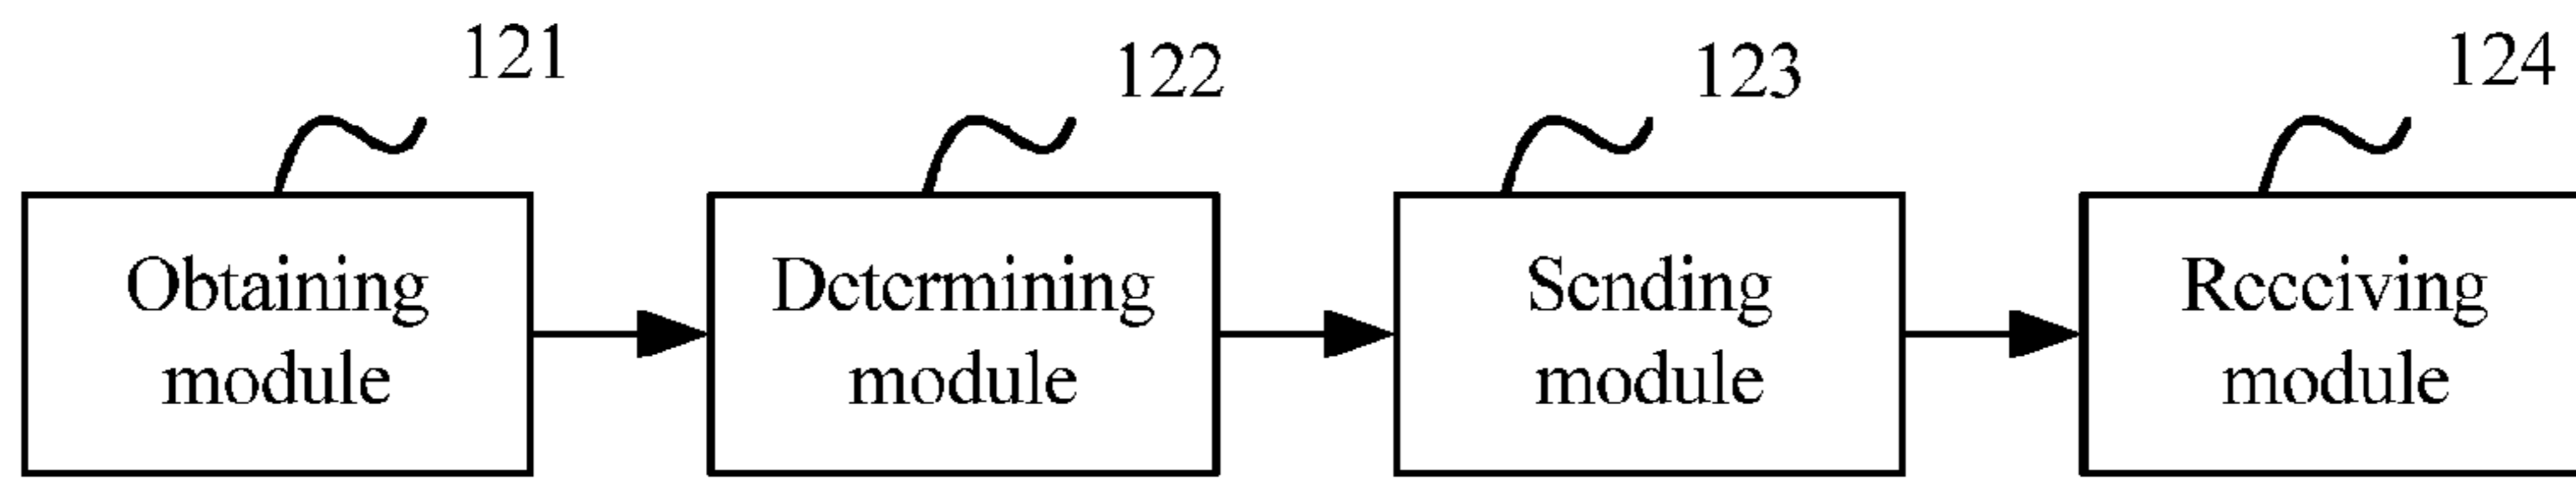 121
122
123
124
Obtaining
module
Determining
module
Sending
module
Receiving
module